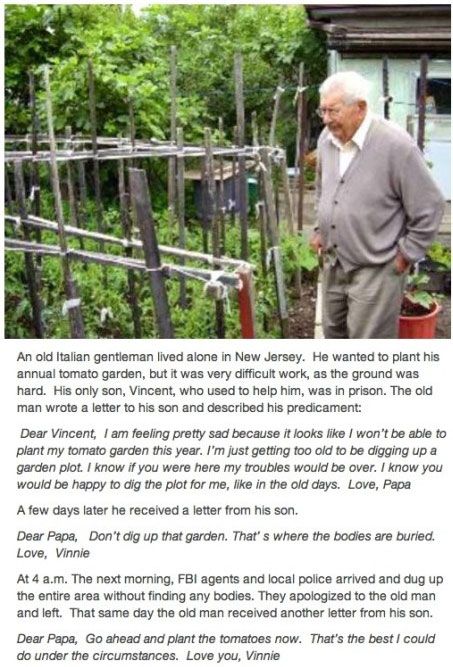 An old Italian gentleman lived alone in New Jersey.  He wanted to plant his
annual tomato garden, but it was very difficult work, as the ground was
hard.  His only son, Vincent, who used to help him, was in prison. The old
man wrote a letter to his son and described his predicament:
Dear Vincent,  I am feeling pretty sad because it looks like I won't be able to
plant my tomato garden this year. I'm just getting too old to be digging up a
garden plot. I know if you were here my troubles would be over. I know you
would be happy to dig the plot for me, like in the old days.  Love, Papa
A few days later he received a letter from his son.
Dear Papa,   Don't dig up that garden. That' s where the bodies are buried.
Love,  Vinnie
At 4 a.m. The next morning, FBI agents and local police arrived and dug up
the entire area without finding any bodies. They apologized to the old man
and left.  That same day the old man received another letter from his son.
Dear Papa,  Go ahead and plant the tomatoes now.  That's the best I could
do under the circumstances.  Love you, Vinnie